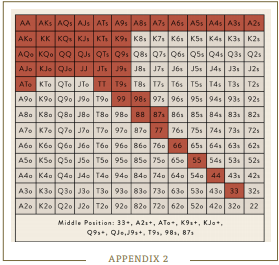 AA AKs AQs AJs ATs A9s A8s A7s A6s A5s A4s A3s A2s
AKo KK KQs KJs KTs K9s K8s K7s K6s K5s K4s K3s K2s
AQo KQo QQ QJs QTs Q9s Q8s Q7s Q6s Q5s Q4s Q3s Q2s
AJo KJo QJo JJ JTs J9s J8s J7s J6s J5s J4s J3s J2s
ATo KTo QTo JTo TT T9s T8s T7s T6s T5s T4s T3s T2s
A9o K9o Q9o J9o T9o 99 98s 97s 96s 95s 94s 93s 92s
A8o K8o Q8o J8o T8o 98o 88 87s 86s 85s 84s 83s 82s
A7o K7o Q7o J7o T7o 97o 87o 77 76s 75s 74s 73s 72s
A6o K6o Q6o J6o T6o 96o 86o 76o 66 65s 64s 63s 62s
A5o K5o Q5o J5o T5o 95o 85o 75o 65o 55 54s 53s 52s
A4o K4o Q4o J4o T4o 94o 84o 74o 64o 54o 44 43s 42s
A3o K3o Q3o J3o T3o 93o 83o 73o 63o 53o 43o 33 32s
A2o K2o Q2o J2o T2o 92o 82o 72o 62o 52o 42o 32o 22
Middle Position: 33+, A2s+, ATo+, K9s+, KJo+,
Q9s+, QJo,J9s+, T9s, 98s, 87s
APPENDIX 2